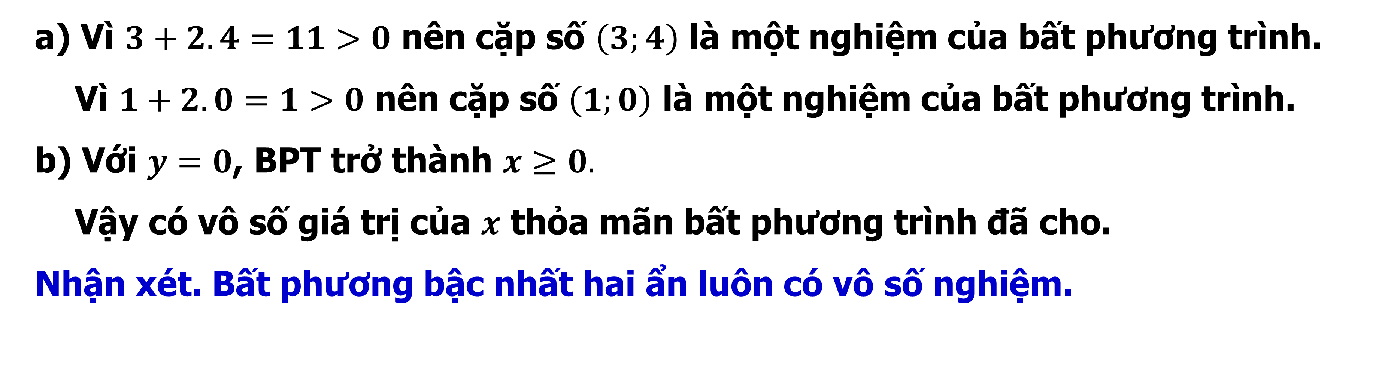 a) Vì 3 + 2. 4 = 11 > 0 nên cặp số (3; 4) là một nghiệm của bất phương trình.
Vì 1 + 2. 0 = 1 > 0 nên cặp số (1; 0) là một nghiệm của bất phương trình.
b) Với y = 0, BPT trở thành x ≥ 0.
Vậy có vô số giá trị của x thỏa mãn bất phương trình đã cho.
Nhận xét. Bất phương bậc nhất hai ẩn luôn có vô số nghiệm.